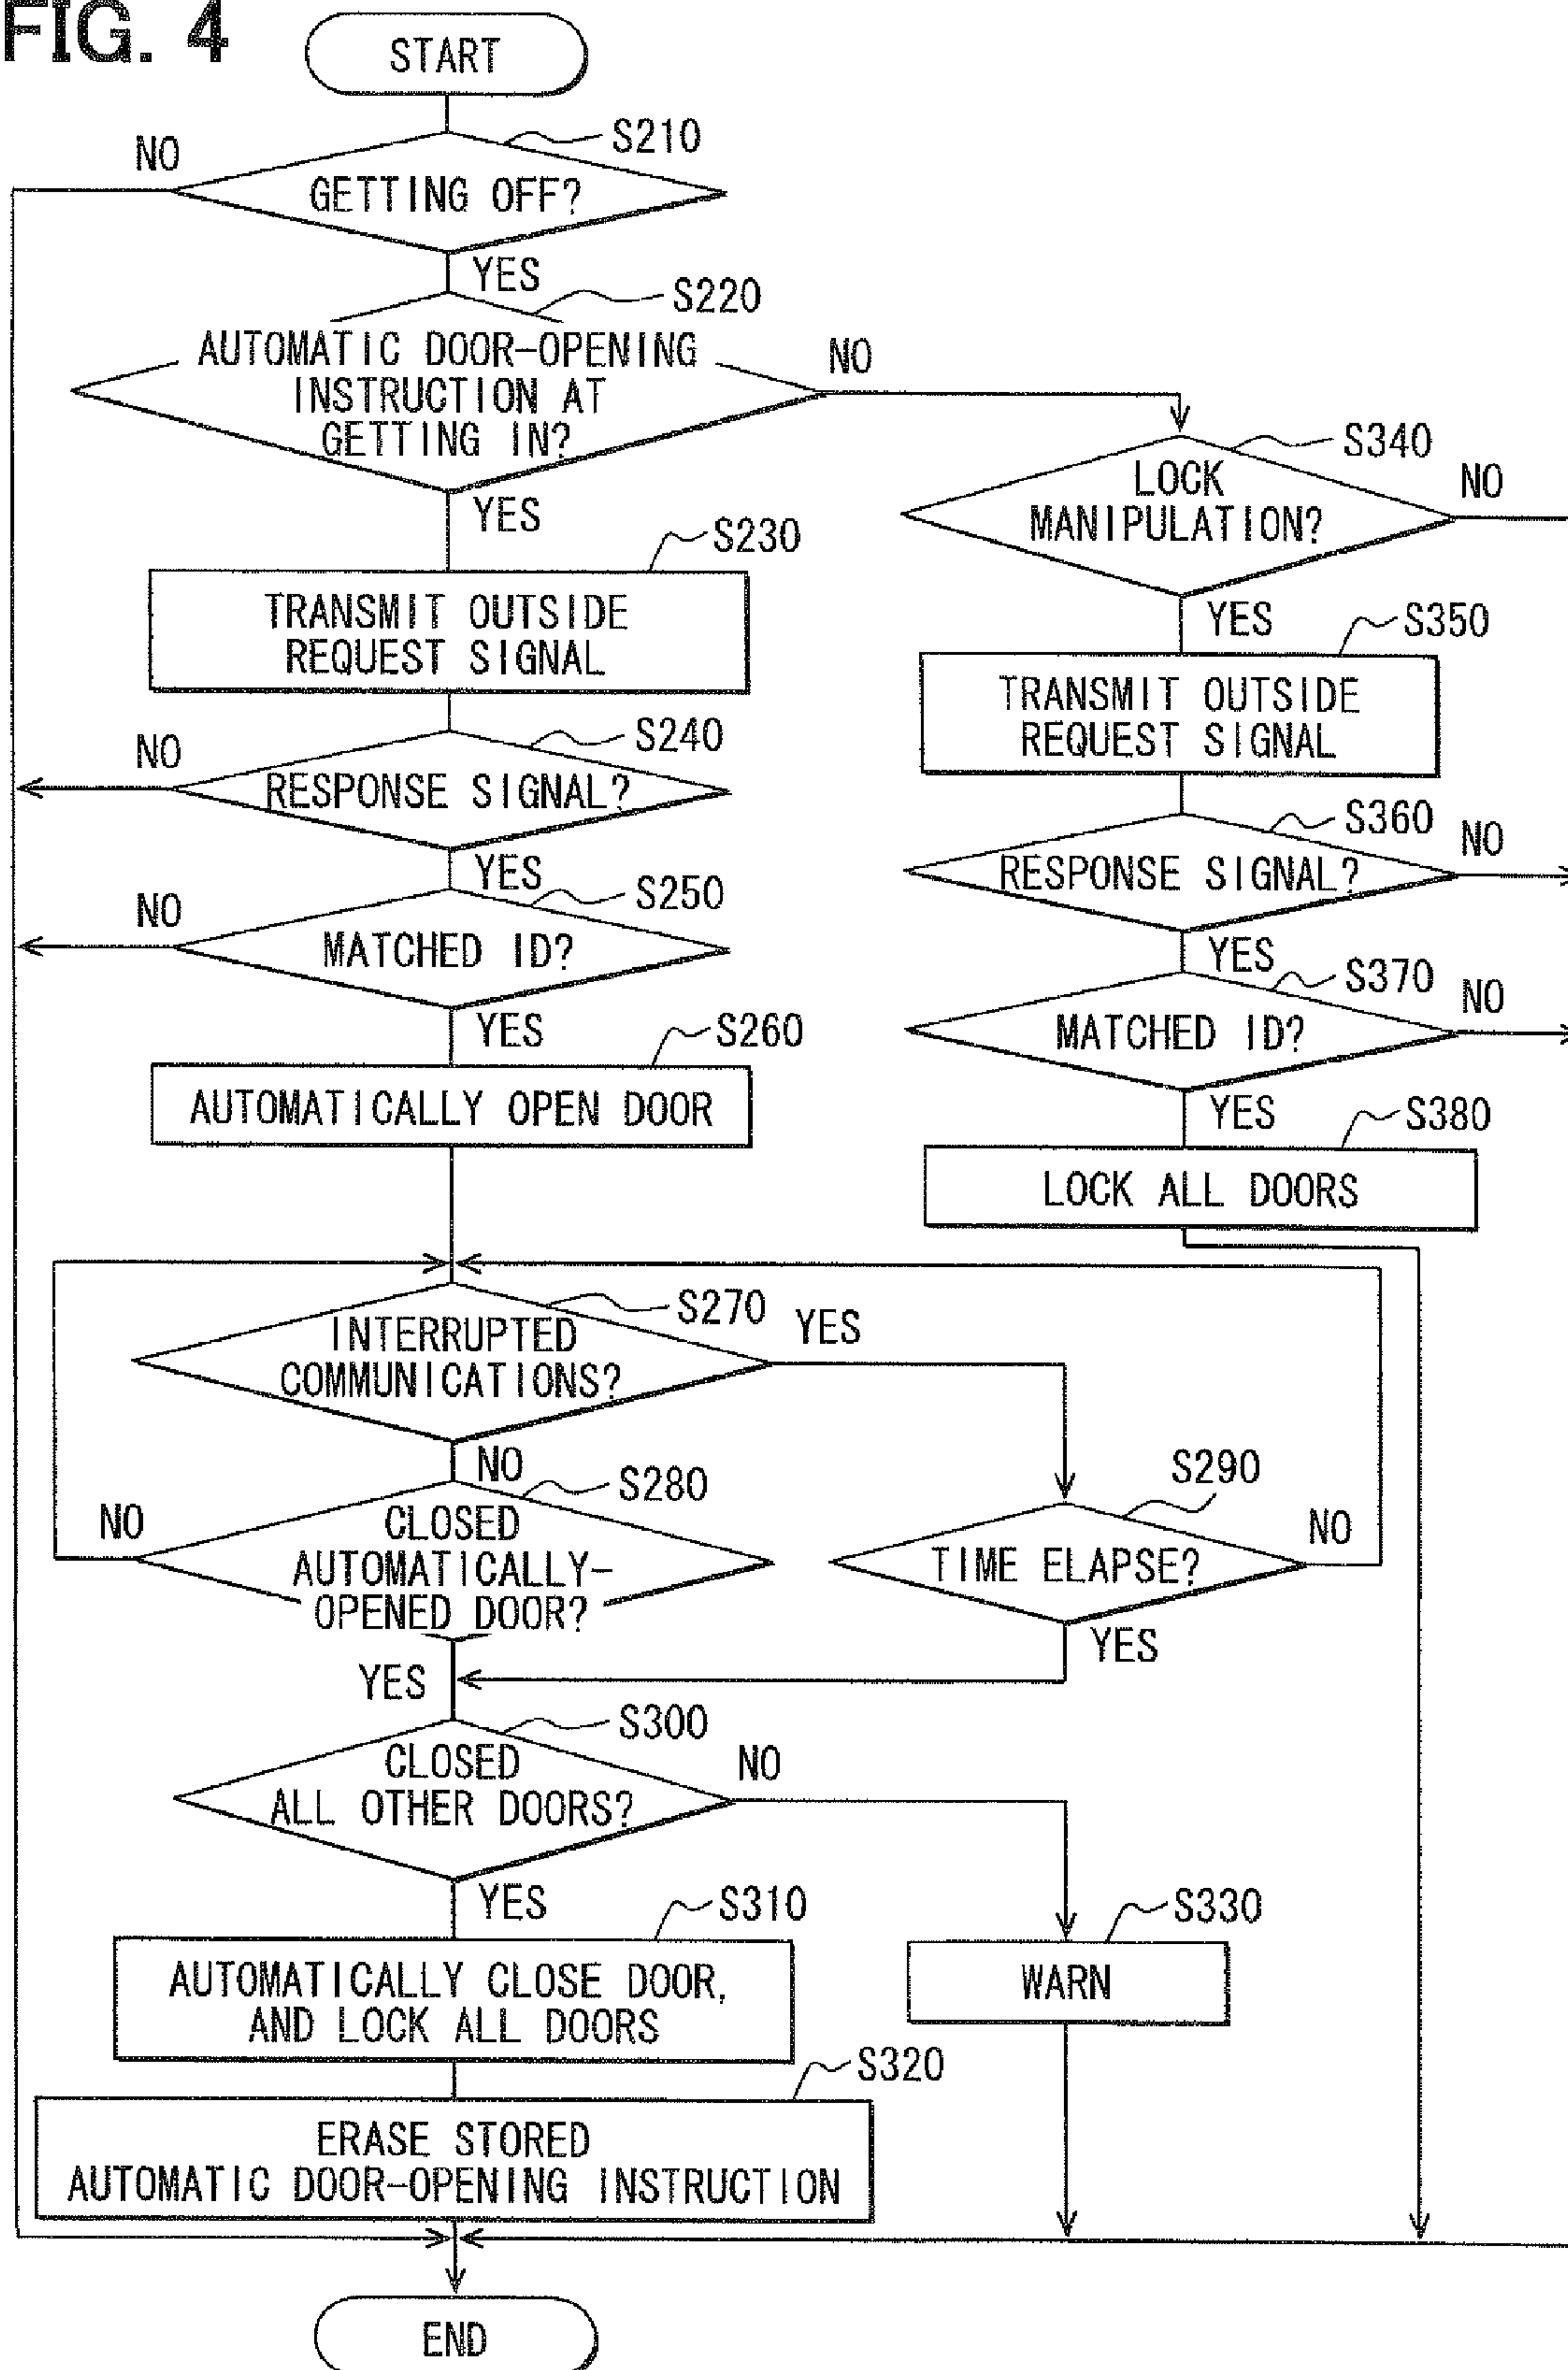 FIG. 4
START
S210
NO
GETTING OFF?
YES
S220
AUTOMATIC DOOR-OPENING
INSTRUCTION AT
GETTING IN?
NO
YES
S230
TRANSMIT OUTSIDE
REQUEST SIGNAL
S240
NO
RESPONSE SIGNAL?
YES
S250
NO
MATCHED ID?
YES
S260
AUTOMATICALLY OPEN DOOR
S270
INTERRUPTED
COMMUNICATIONS?
YES
NO
S280
NO
CLOSED
AUTOMATICALLY-
OPENED DOOR?
YES
S290
TIME ELAPSE?
NO
YES
S300
CLOSED
ALL OTHER DOORS?
NO
YES
S310
AUTOMATICALLY CLOSE DOOR,
AND LOCK ALL DOORS
S320
ERASE STORED
AUTOMATIC DOOR-OPENING INSTRUCTION
S330
WARN
S340
LOCK
MANIPULATION?
NO
YES
S350
TRANSMIT OUTSIDE
REQUEST SIGNAL
S360
RESPONSE SIGNAL?
NO
YES
S370
MATCHED ID?
NO
YES
S380
LOCK ALL DOORS
END